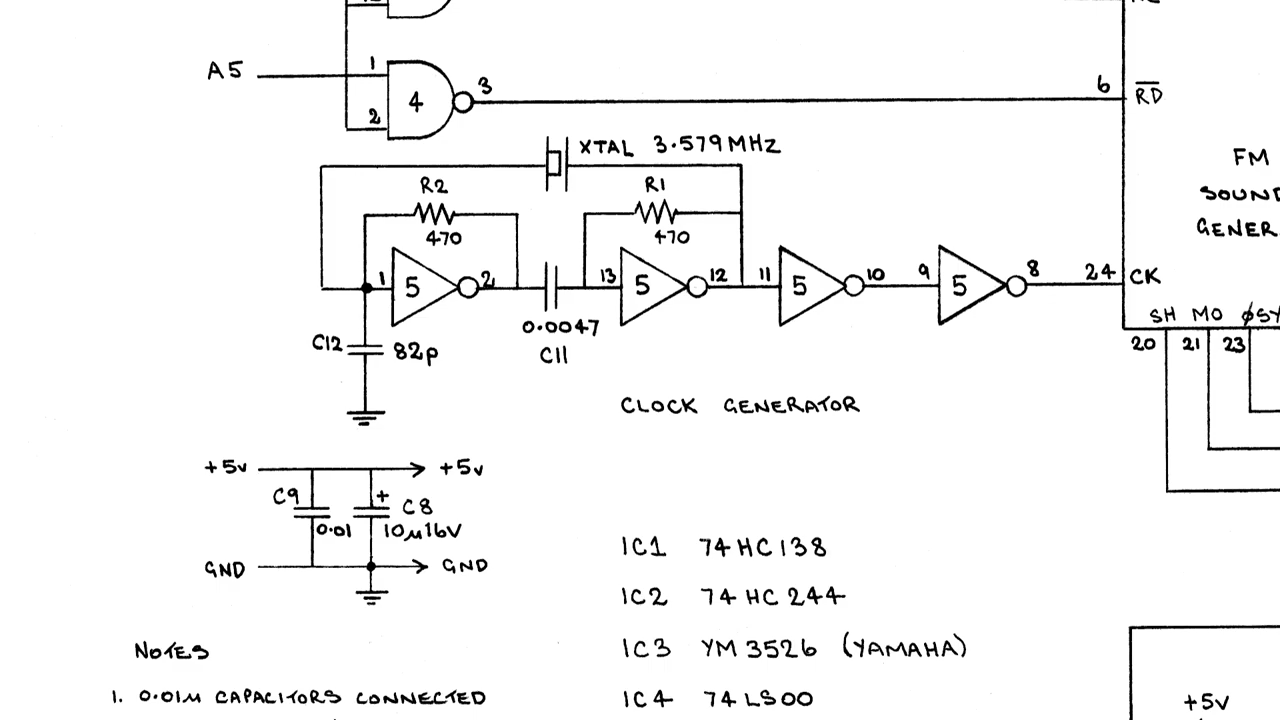 A5
1
4
3
2
6
RD
XTAL 3.579MHZ
FM
R2
R1
470
470
1
5
2
13
5
12
11
5
10
9
5
8
24
CK
0.0047
C11
C12
82p
SH MO
20
21
23
CLOCK GENERATOR
+5v
+5v
C9
+
C8
0.01
10µ16V
GND
GND
IC1 74HC138
IC2 74HC244
IC3 YM3526 (YAMAHA)
IC4 74LS00
NOTES
1. 0.01µ CAPACITORS CONNECTED
+5v